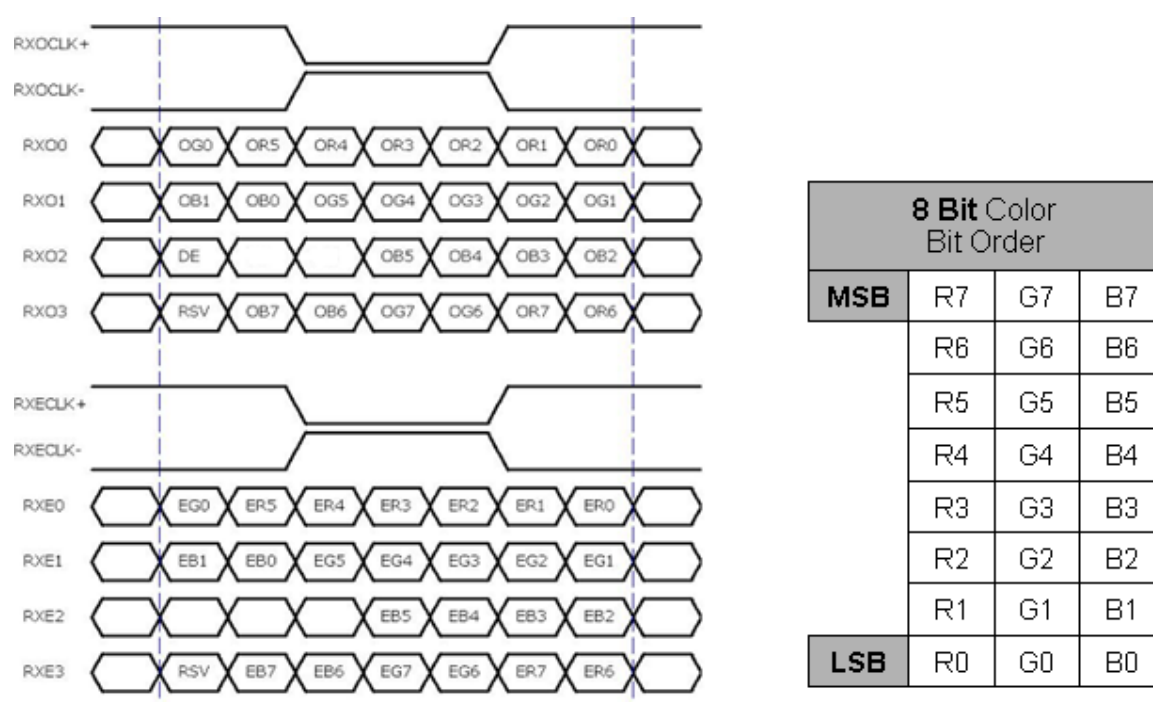 RXOCLK+
RXOCLK-
RXO0 OG0 OR5 OR4 OR3 OR2 OR1 OR0
RXO1 OB1 OB0 OG5 OG4 OG3 OG2 OG1
RXO2 DE OB5 OB4 OB3 OB2
RXO3 RSV OB7 OB6 OG7 OG6 OR7 OR6
RXECLK+
RXECLK-
RXE0 EG0 ER5 ER4 ER3 ER2 ER1 ER0
RXE1 EB1 EB0 EG5 EG4 EG3 EG2 EG1
RXE2 EB5 EB4 EB3 EB2
RXE3 RSV EB7 EB6 EG7 EG6 ER7 ER6
8 Bit Color
Bit Order
MSB R7 G7 B7
R6 G6 B6
R5 G5 B5
R4 G4 B4
R3 G3 B3
R2 G2 B2
R1 G1 B1
LSB R0 G0 B0